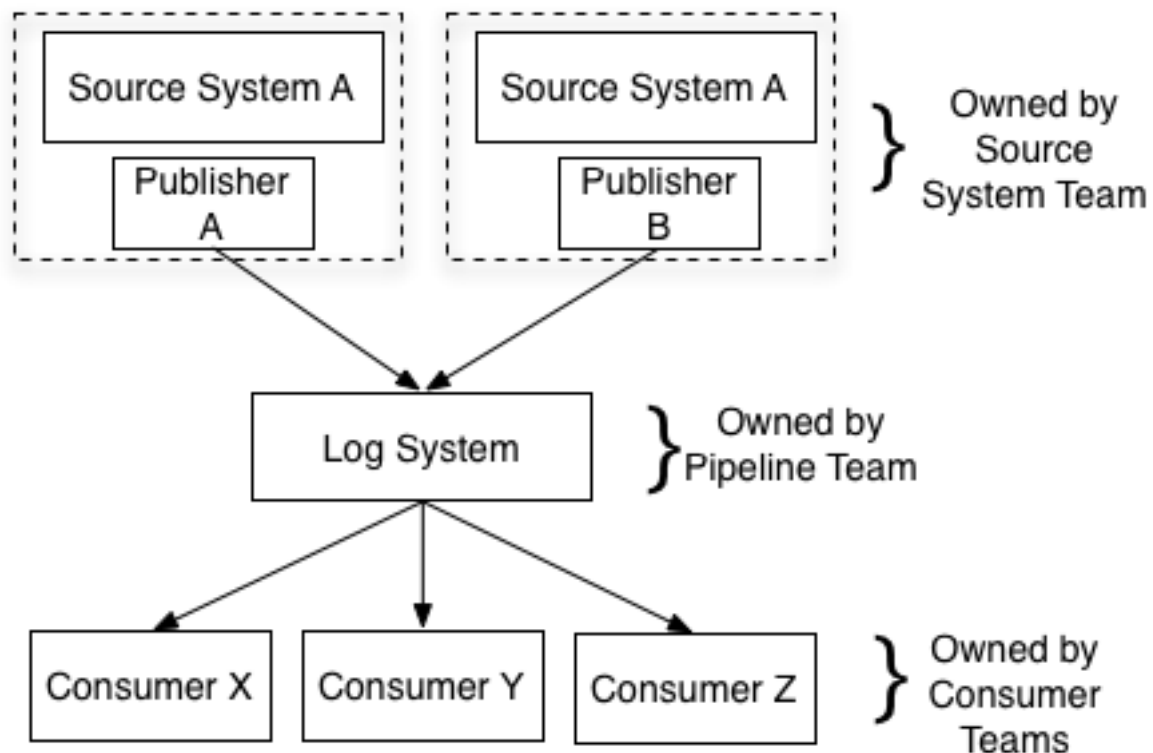 Source System A
Source System A
Owned by
Source
System Team
Publisher
A
Publisher
B
Log System
Owned by
Pipeline Team
Consumer X
Consumer Y
Consumer Z
Owned by
Consumer
Teams